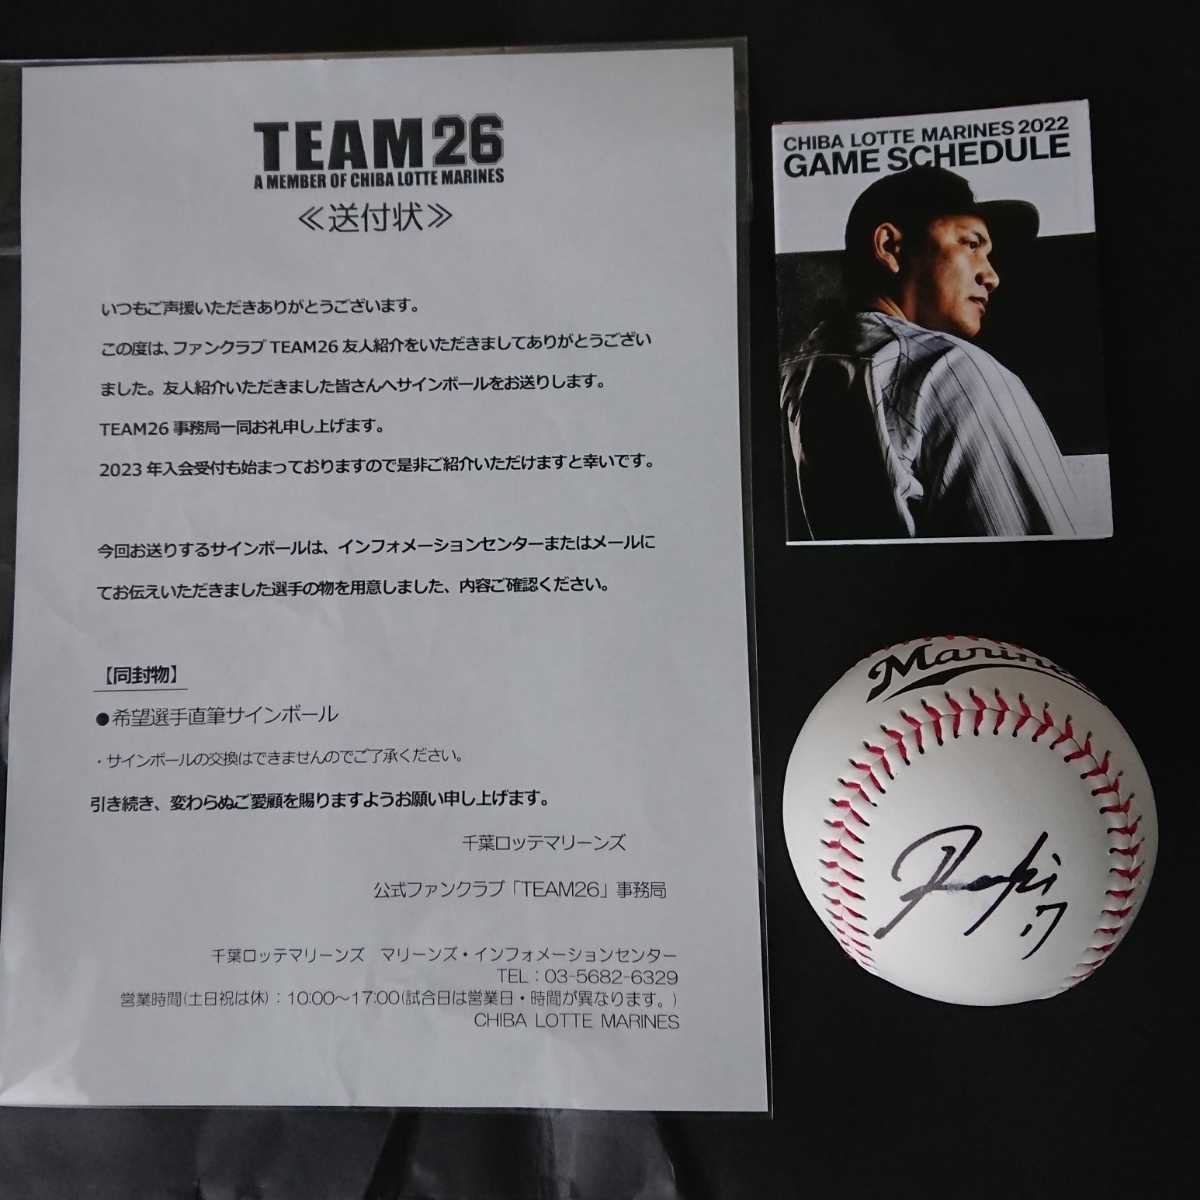 TEAM 26
A MEMBER OF CHIBA LOTTE MARINES
≪送付状≫
いつもご声援いただきありがとうございます。
この度は、ファンクラブ TEAM26 友人紹介をいただきましてありがとうござい
ました。友人紹介いただきました皆さんへサインボールをお送りします。
TEAM26 事務局一同お礼申し上げます。
2023 年入会受付も始まっておりますので是非ご紹介いただけますと幸いです。
今回お送りするサインボールは、インフォメーションセンターまたはメールに
てお伝えいただきました選手の物を用意しました、内容ご確認ください。
【同封物】
●希望選手直筆サインボール
・サインボールの交換はできませんのでご了承ください。
引き続き、変わらぬご愛顧を賜りますようお願い申し上げます。
千葉ロッテマリーンズ
公式ファンクラブ「TEAM26」事務局
千葉ロッテマリーンズ　マリーンズ・インフォメーションセンター
TEL：03-5682-6329
営業時間(土日祝は休)：10:00～17:00(試合日は営業日・時間が異なります。)
CHIBA LOTTE MARINES
CHIBA LOTTE MARINES 2022
GAME SCHEDULE
Marines
17